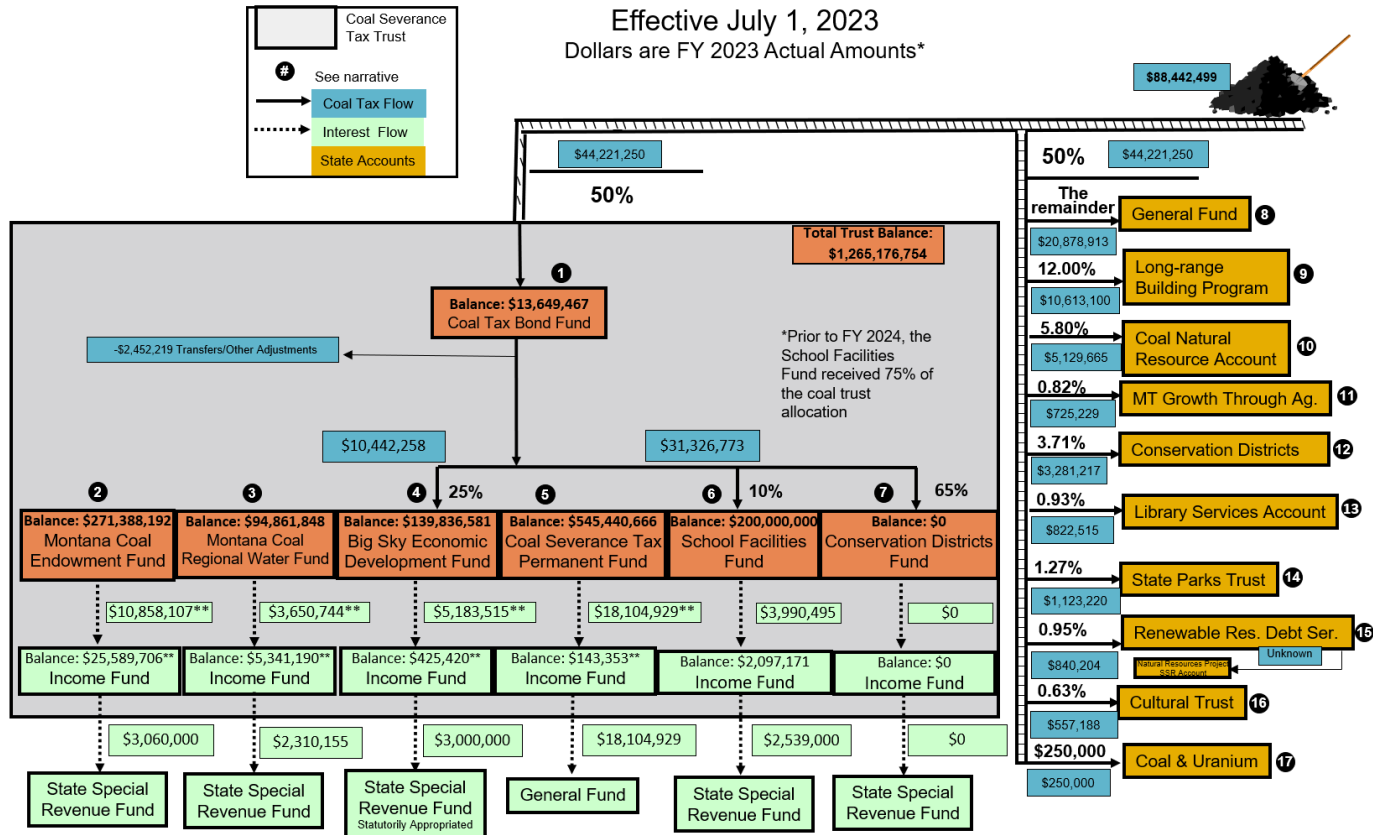 Effective July 1, 2023
Dollars are FY 2023 Actual Amounts*
Coal Severance
Tax Trust
#
See narrative
Coal Tax Flow
Interest Flow
State Accounts
$88,442,499
$44,221,250
50%
50%
$44,221,250
Total Trust Balance:
$1,265,176,754
1
Balance: $13,649,467
Coal Tax Bond Fund
-$2,452,219 Transfers/Other Adjustments
*Prior to FY 2024, the
School Facilities
Fund received 75% of
the coal trust
allocation
$10,442,258
$31,326,773
25%
10%
65%
2
Balance: $271,388,192
Montana Coal
Endowment Fund
3
Balance: $94,861,848
Montana Coal
Regional Water Fund
4
Balance: $139,836,581
Big Sky Economic
Development Fund
5
Balance: $545,440,666
Coal Severance Tax
Permanent Fund
6
Balance: $200,000,000
School Facilities
Fund
7
Balance: $0
Conservation Districts
Fund
$10,858,107**
$3,650,744**
$5,183,515**
$18,104,929**
$3,990,495
$0
Balance: $25,589,706**
Income Fund
Balance: $5,341,190**
Income Fund
Balance: $425,420**
Income Fund
Balance: $143,353**
Income Fund
Balance: $2,097,171
Income Fund
Balance: $0
Income Fund
$3,060,000
$2,310,155
$3,000,000
$18,104,929
$2,539,000
$0
State Special
Revenue Fund
State Special
Revenue Fund
State Special
Revenue Fund
Statutorily Appropriated
General Fund
State Special
Revenue Fund
State Special
Revenue Fund
The
remainder
$20,878,913
General Fund
8
12.00%
$10,613,100
Long-range
Building Program
9
5.80%
$5,129,665
Coal Natural
Resource Account
10
0.82%
$725,229
MT Growth Through Ag.
11
3.71%
$3,281,217
Conservation Districts
12
0.93%
$822,515
Library Services Account
13
1.27%
$1,123,220
State Parks Trust
14
0.95%
$840,204
Renewable Res. Debt Ser.
15
Unknown
Natural Resources Project
SSR Account
0.63%
$557,188
Cultural Trust
16
$250,000
$250,000
Coal & Uranium
17